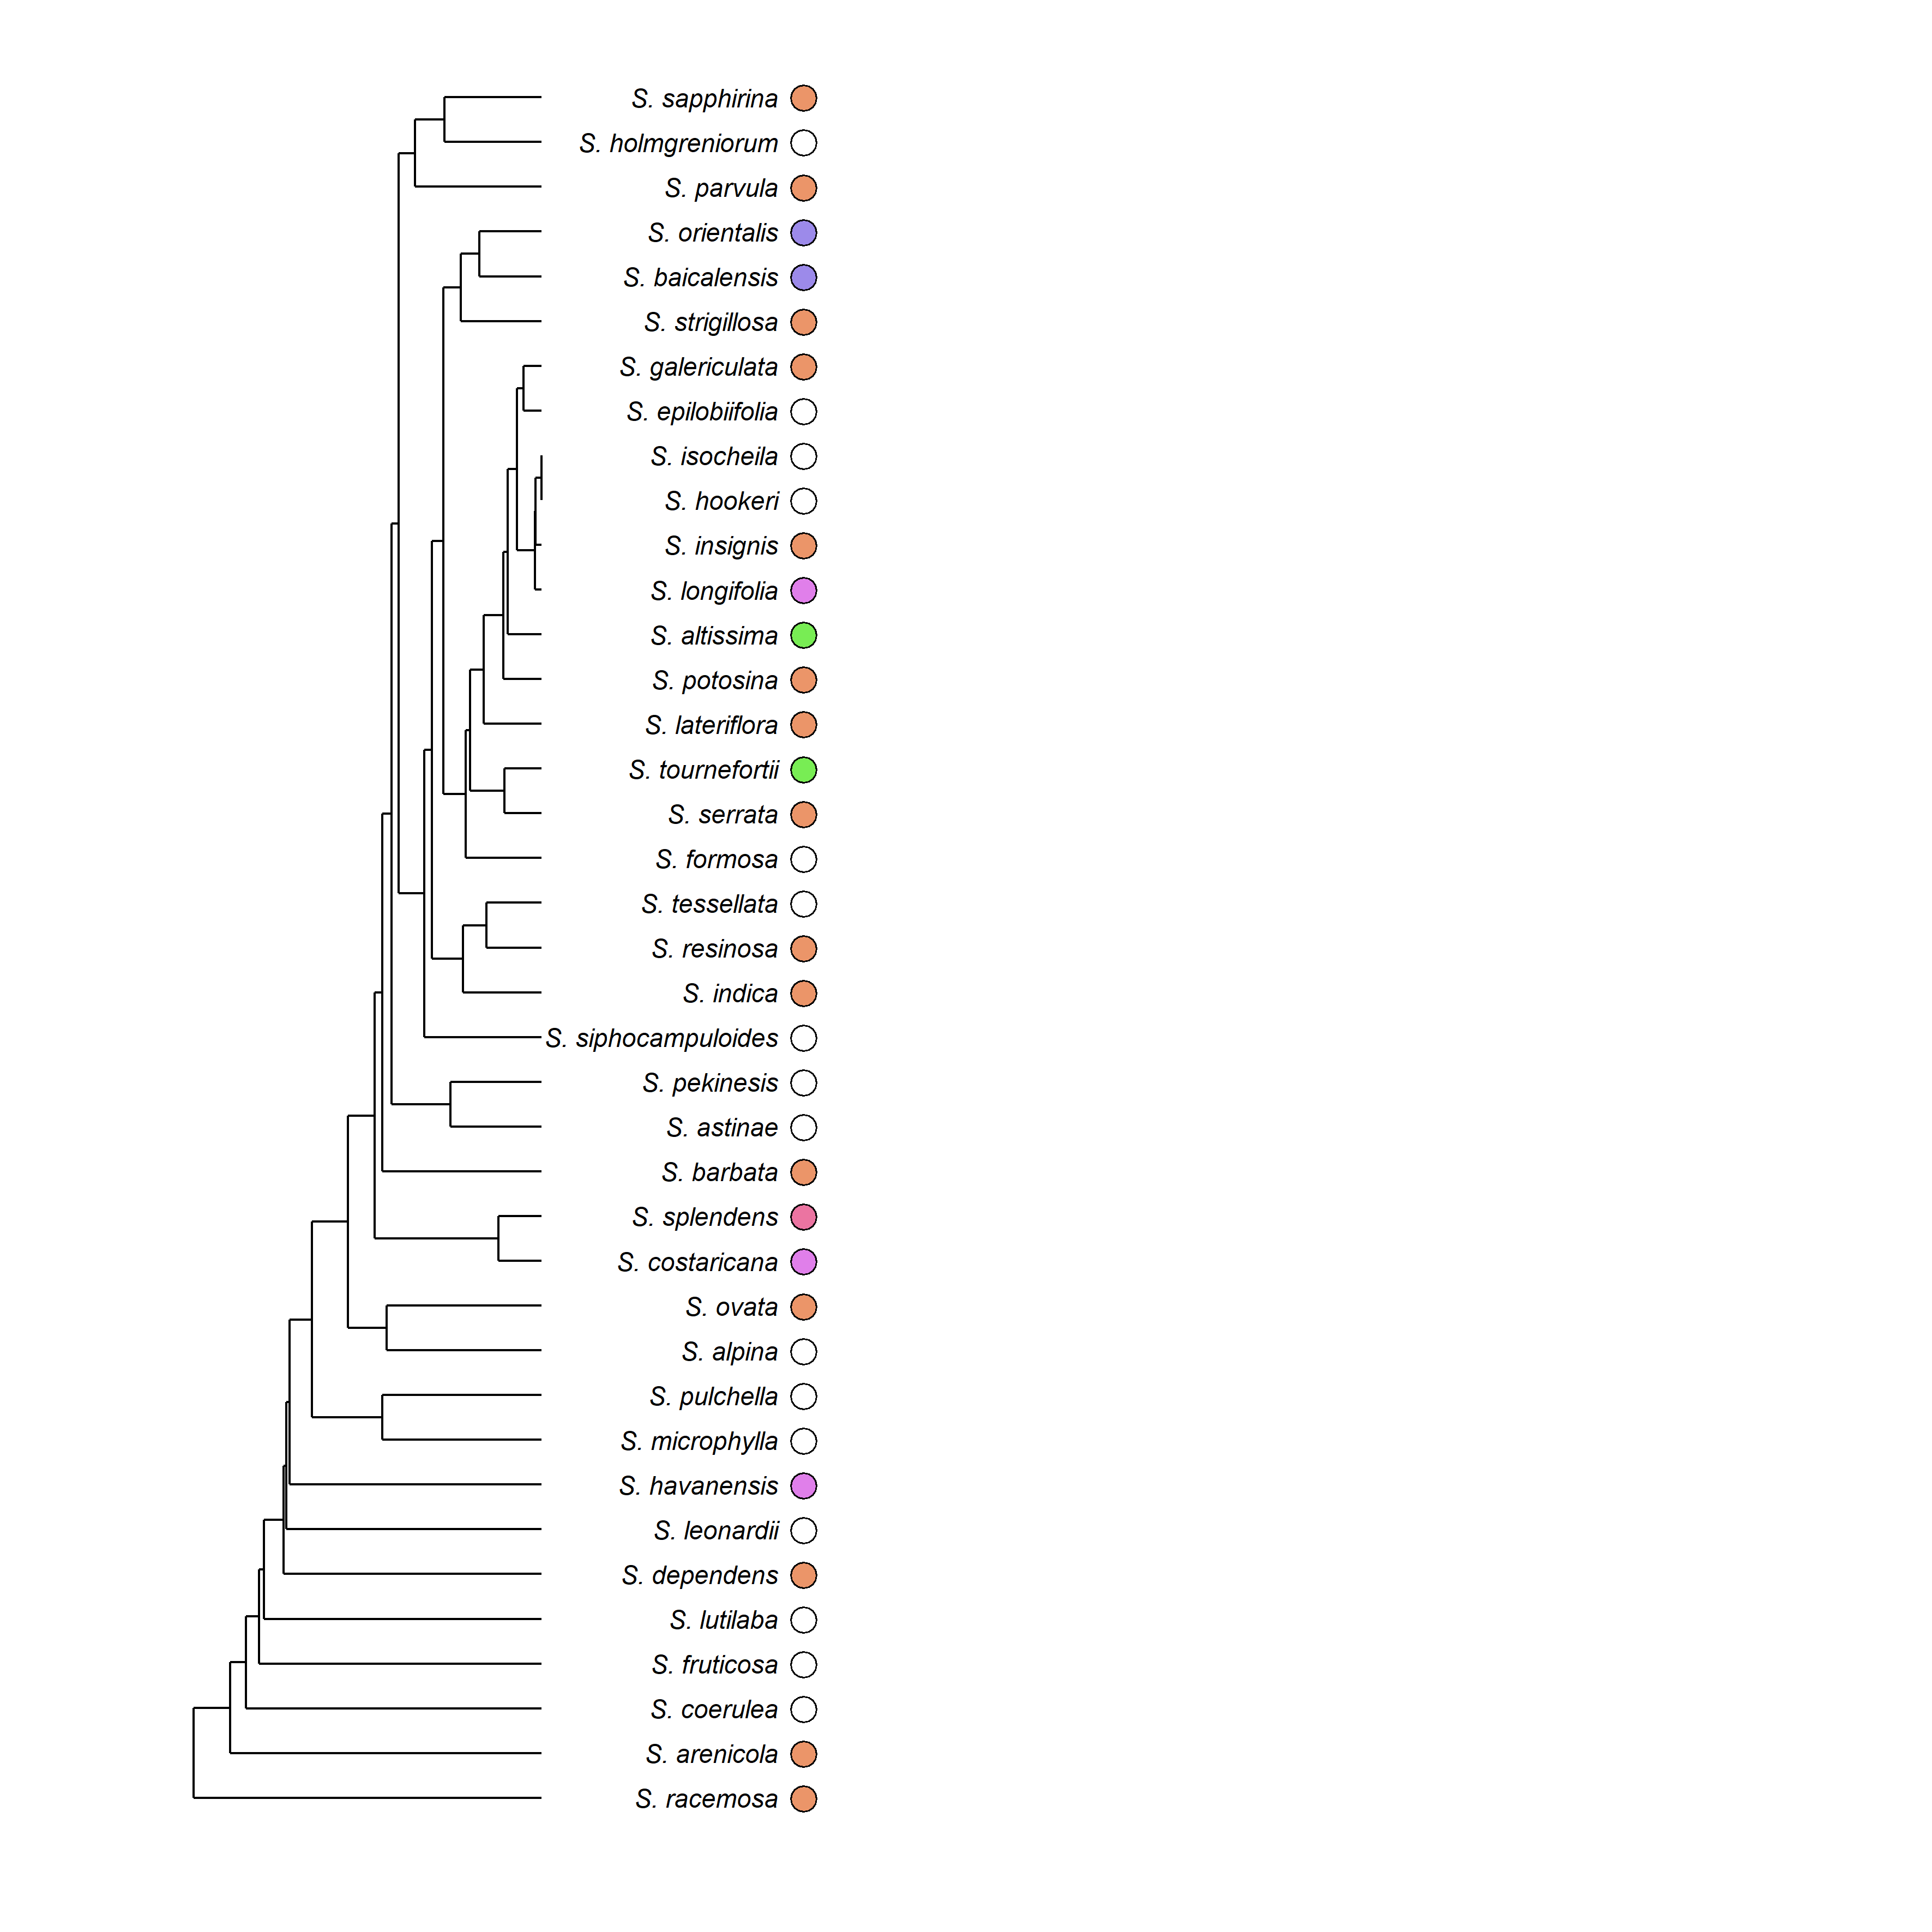 S. sapphirina
S. holmgreniorum
S. parvula
S. orientalis
S. baicalensis
S. strigillosa
S. galericulata
S. epilobiifolia
S. isocheila
S. hookeri
S. insignis
S. longifolia
S. altissima
S. potosina
S. lateriflora
S. tournefortii
S. serrata
S. formosa
S. tessellata
S. resinosa
S. indica
S. siphocampuloides
S. pekinesis
S. astinae
S. barbata
S. splendens
S. costaricana
S. ovata
S. alpina
S. pulchella
S. microphylla
S. havanensis
S. leonardii
S. dependens
S. lutilaba
S. fruticosa
S. coerulea
S. arenicola
S. racemosa